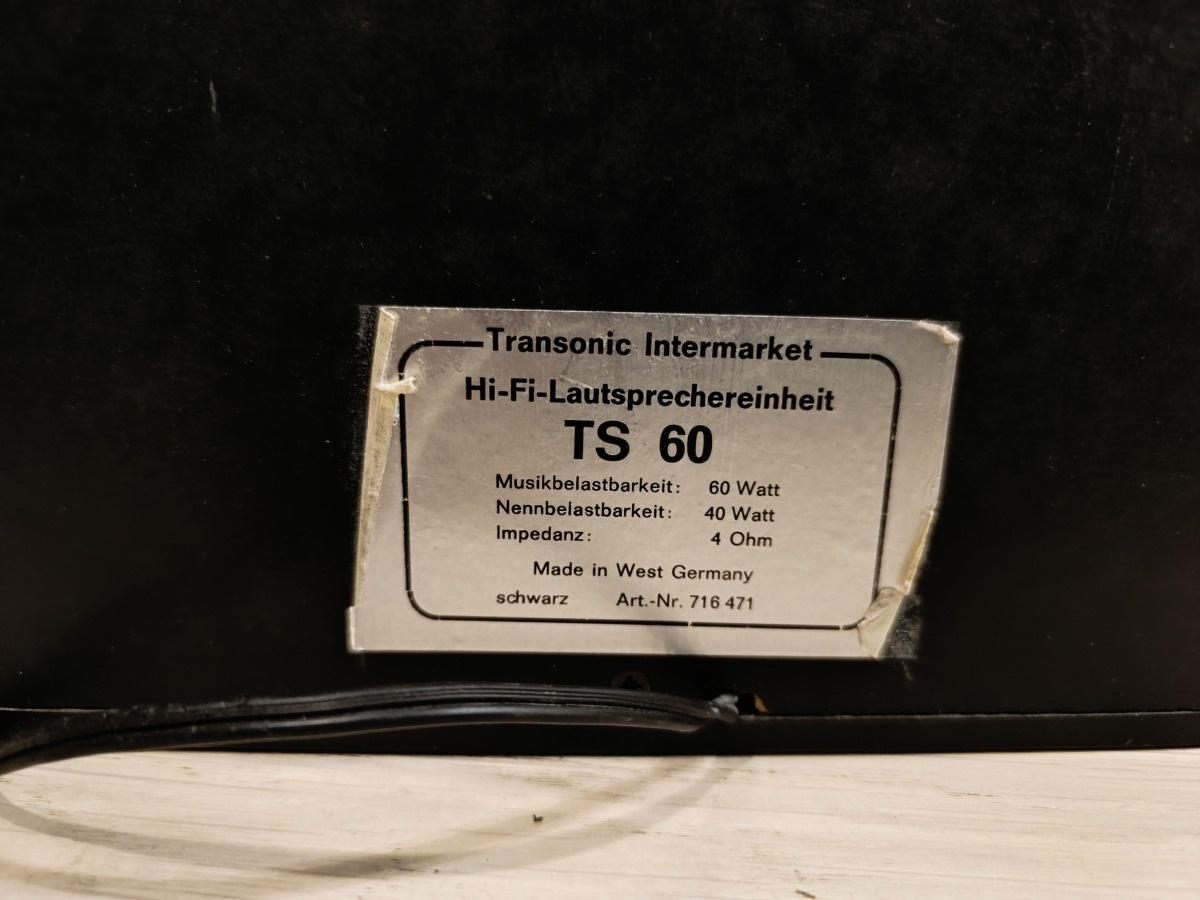 Transonic Intermarket
Hi-Fi-Lautsprechereinheit
TS 60
Musikbelastbarkeit: 60 Watt
Nennbelastbarkeit: 40 Watt
Impedanz: 4 Ohm
Made in West Germany
schwarz Art.-Nr. 716 471